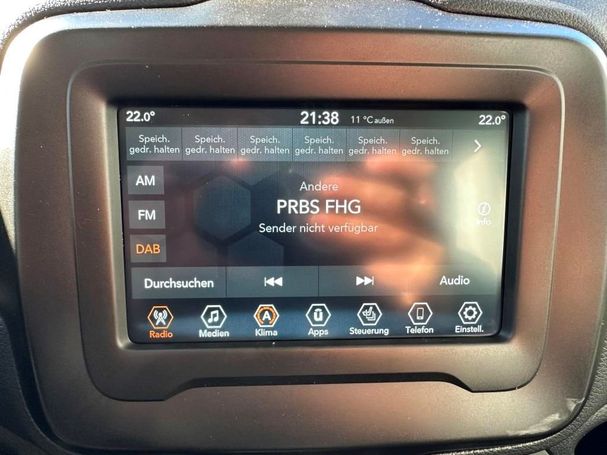 22.0°
21:38
11 °C außen
22.0°
Speich. gedr. halten
Speich. gedr. halten
Speich. gedr. halten
Speich. gedr. halten
Speich. gedr. halten
Speich. gedr. halten
AM
Andere
FM
PRBS FHG
Info
Sender nicht verfügbar
DAB
Durchsuchen
Audio
Radio
Medien
A
Klima
Apps
Steuerung
Telefon
Einstell.